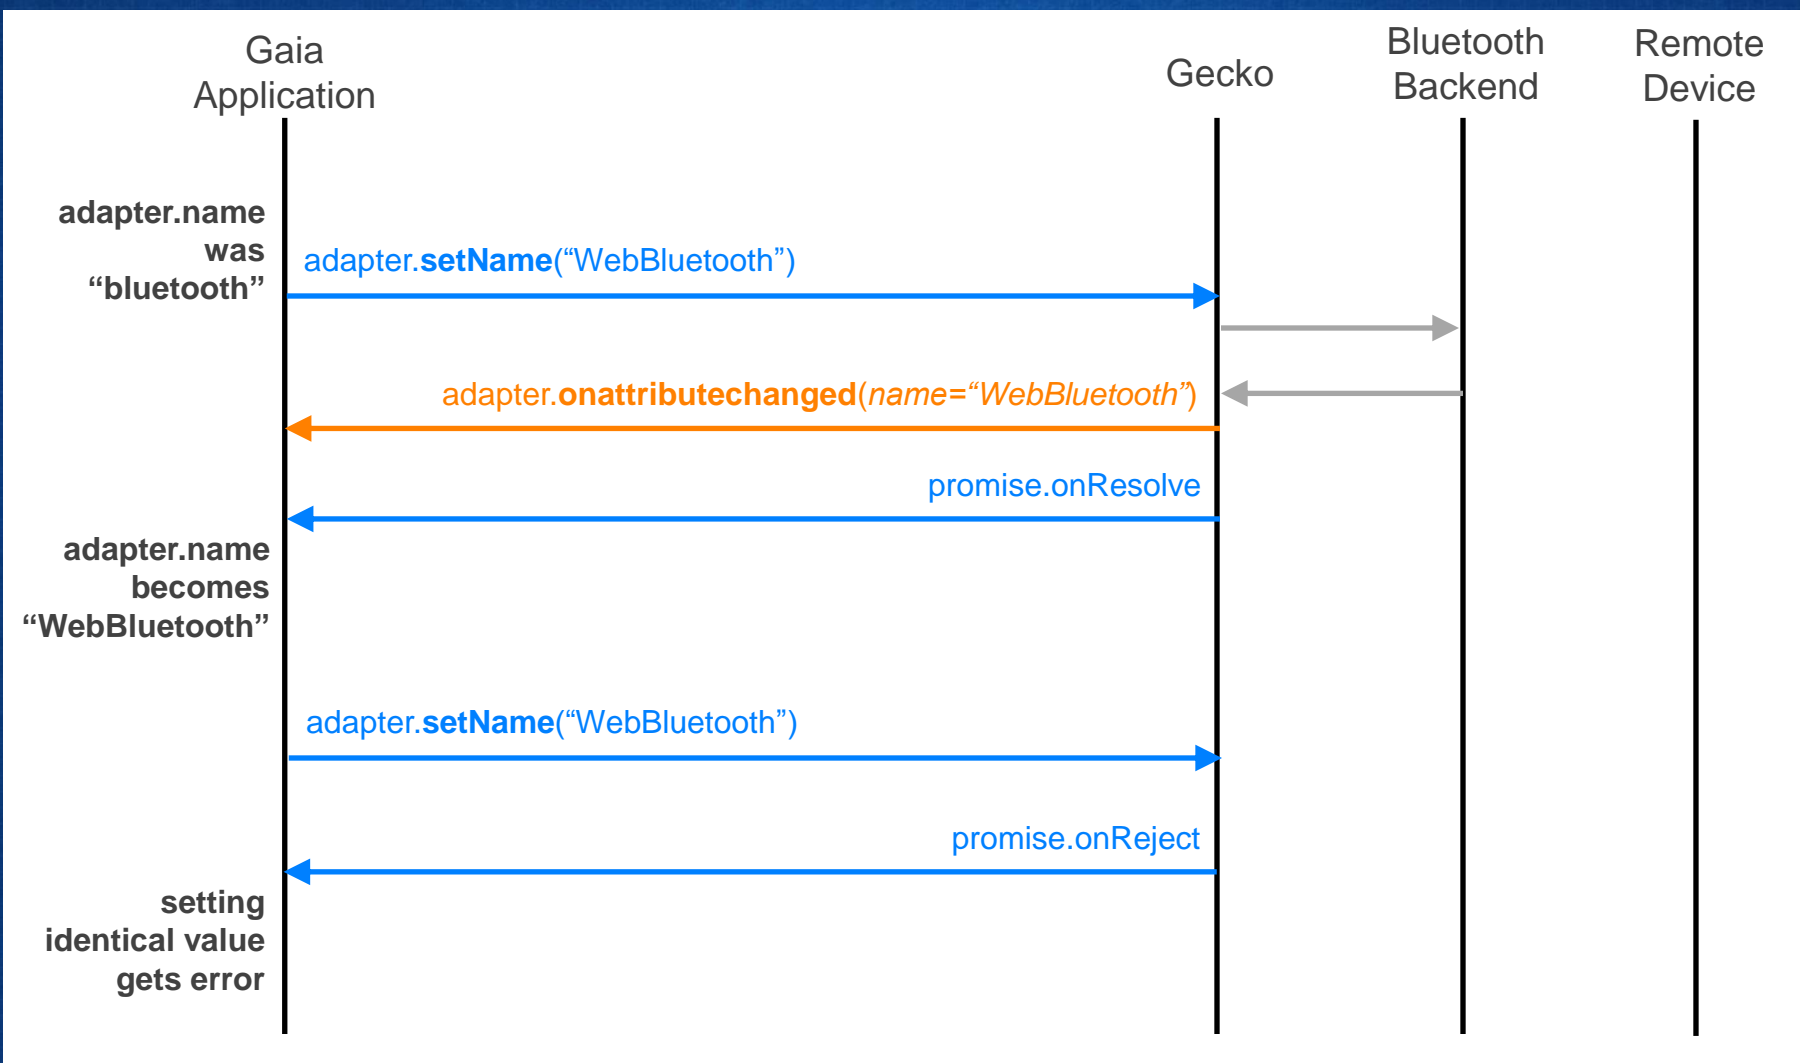 Gaia
Application
Gecko
Bluetooth
Backend
Remote
Device
adapter.name
was
“bluetooth”
adapter.setName(“WebBluetooth”)
adapter.onattributechanged(name=“WebBluetooth”)
promise.onResolve
adapter.name
becomes
“WebBluetooth”
adapter.setName(“WebBluetooth”)
promise.onReject
setting
identical value
gets error